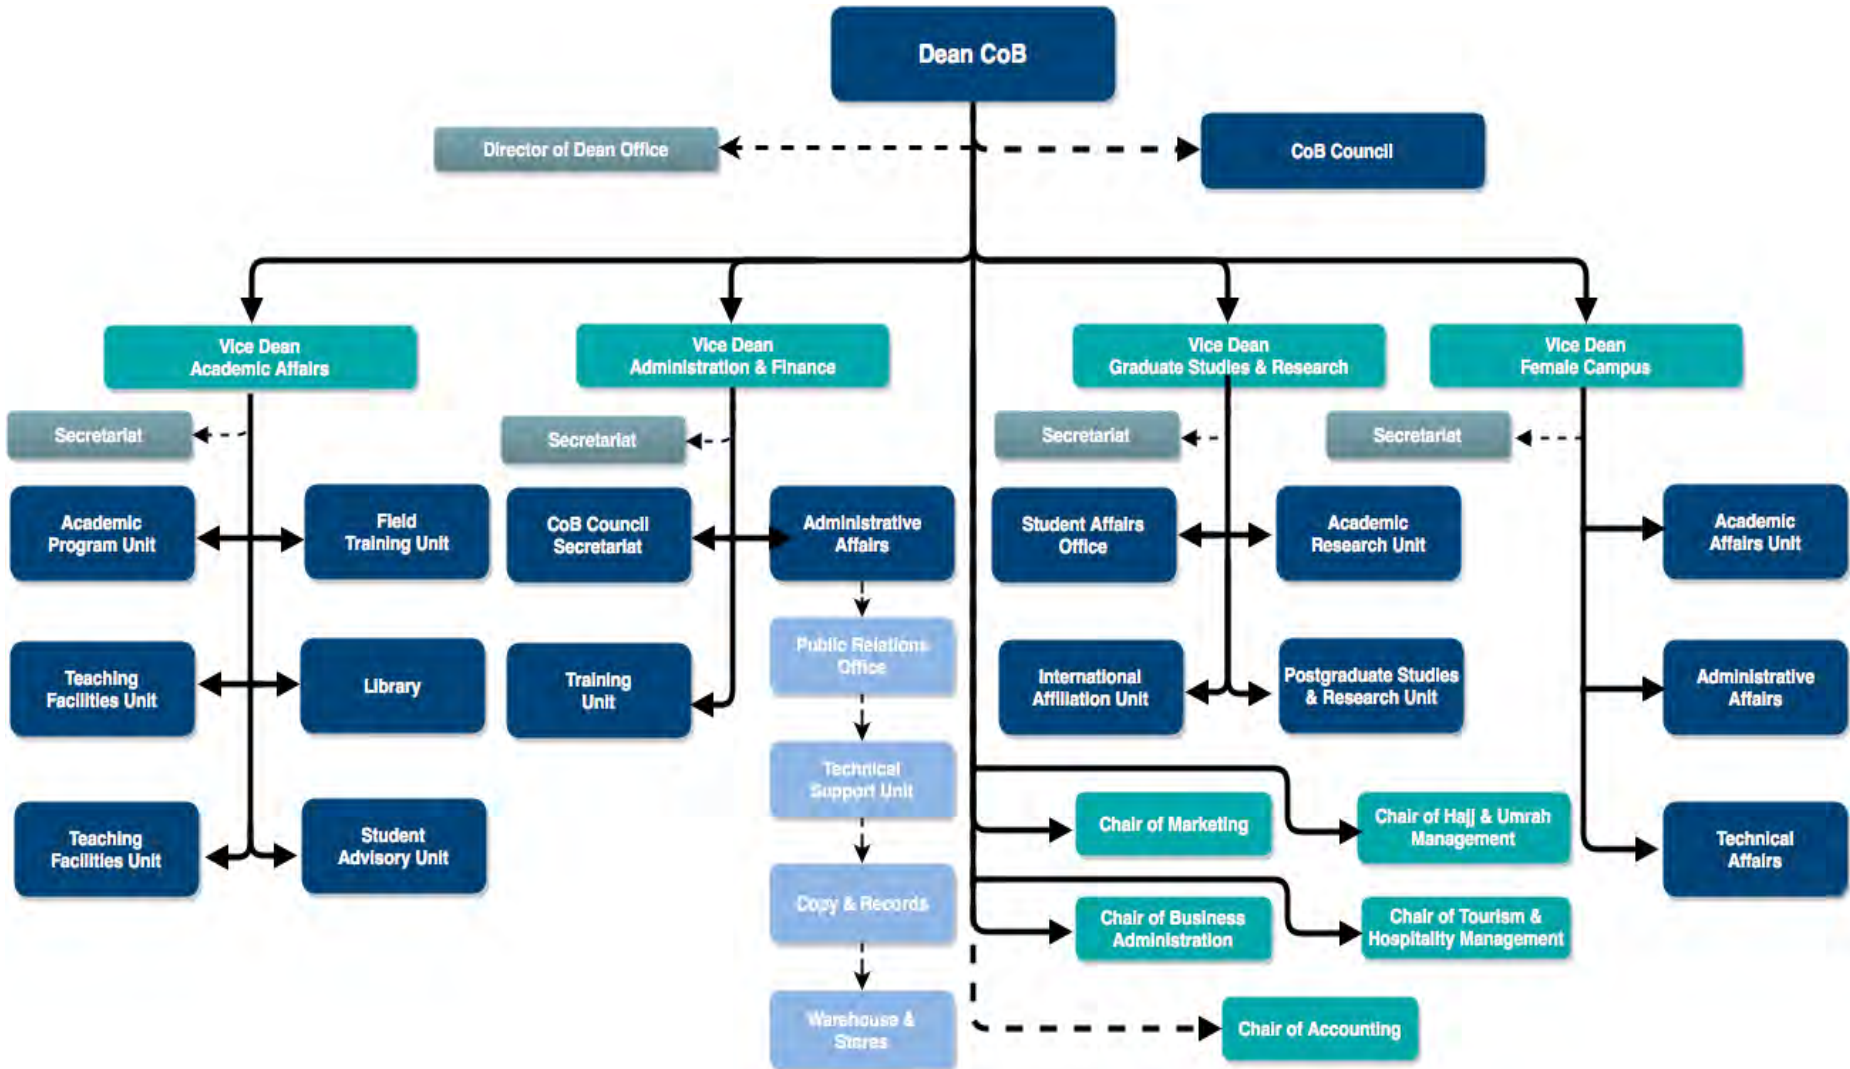 Dean CoB
Director of Dean Office
CoB Council
Vice Dean
Academic Affairs
Vice Dean
Administration & Finance
Vice Dean
Graduate Studies & Research
Vice Dean
Female Campus
Secretariat
Secretariat
Secretariat
Secretariat
Academic
Program Unit
Field
Training Unit
CoB Council
Secretariat
Administrative
Affairs
Student Affairs
Office
Academic
Research Unit
Academic
Affairs Unit
Public Relations
Office
Teaching
Facilities Unit
Library
Training
Unit
International
Affiliation Unit
Postgraduate Studies
& Research Unit
Administrative
Affairs
Technical
Support Unit
Teaching
Facilities Unit
Student
Advisory Unit
Chair of Marketing
Chair of Hajj & Umrah
Management
Technical
Affairs
Copy & Records
Chair of Business
Administration
Chair of Tourism &
Hospitality Management
Warehouse &
Stores
Chair of Accounting